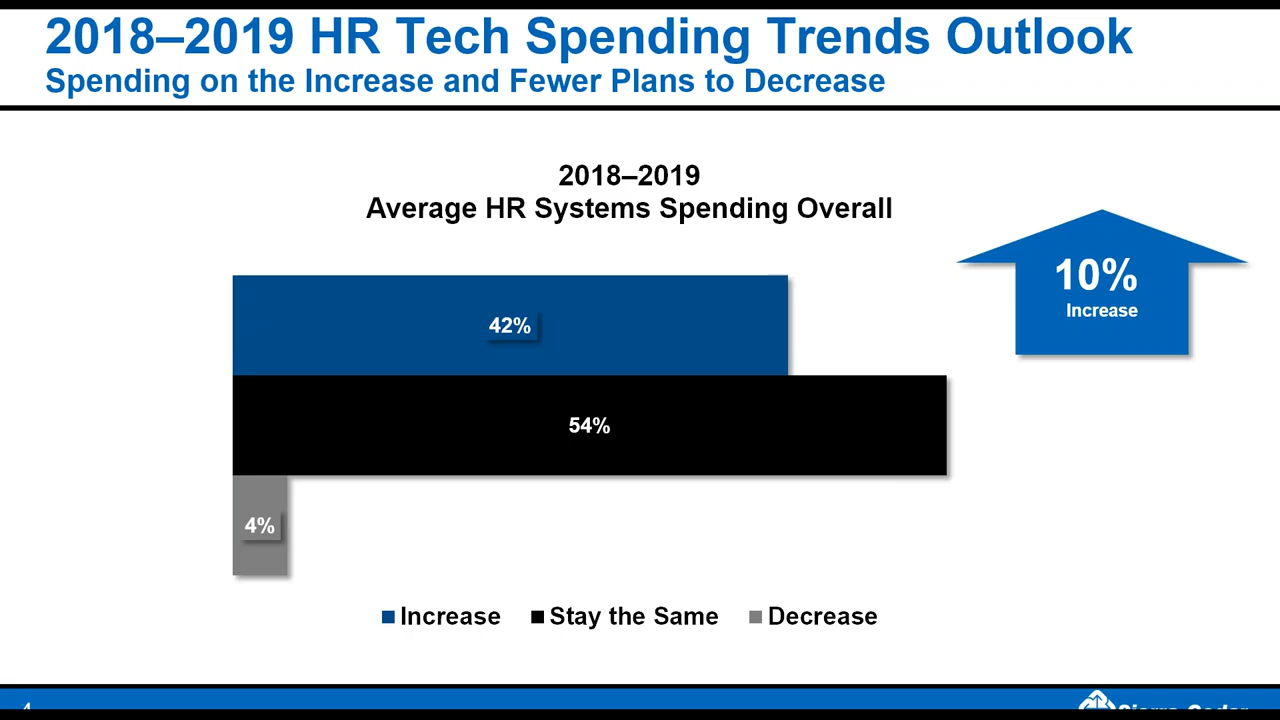 2018–2019 HR Tech Spending Trends Outlook
Spending on the Increase and Fewer Plans to Decrease
2018–2019
Average HR Systems Spending Overall
10%
Increase
42%
54%
4%
Increase Stay the Same Decrease
4